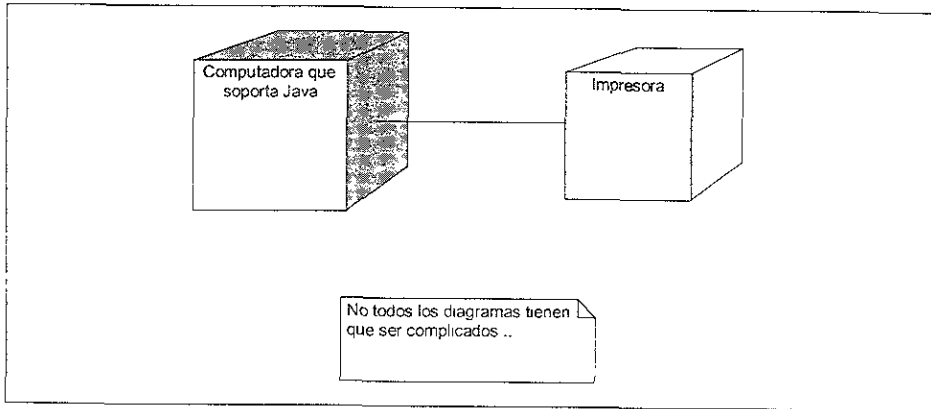 Computadora que
soporta Java
Impresora
No todos los diagramas tienen
que ser complicados ..